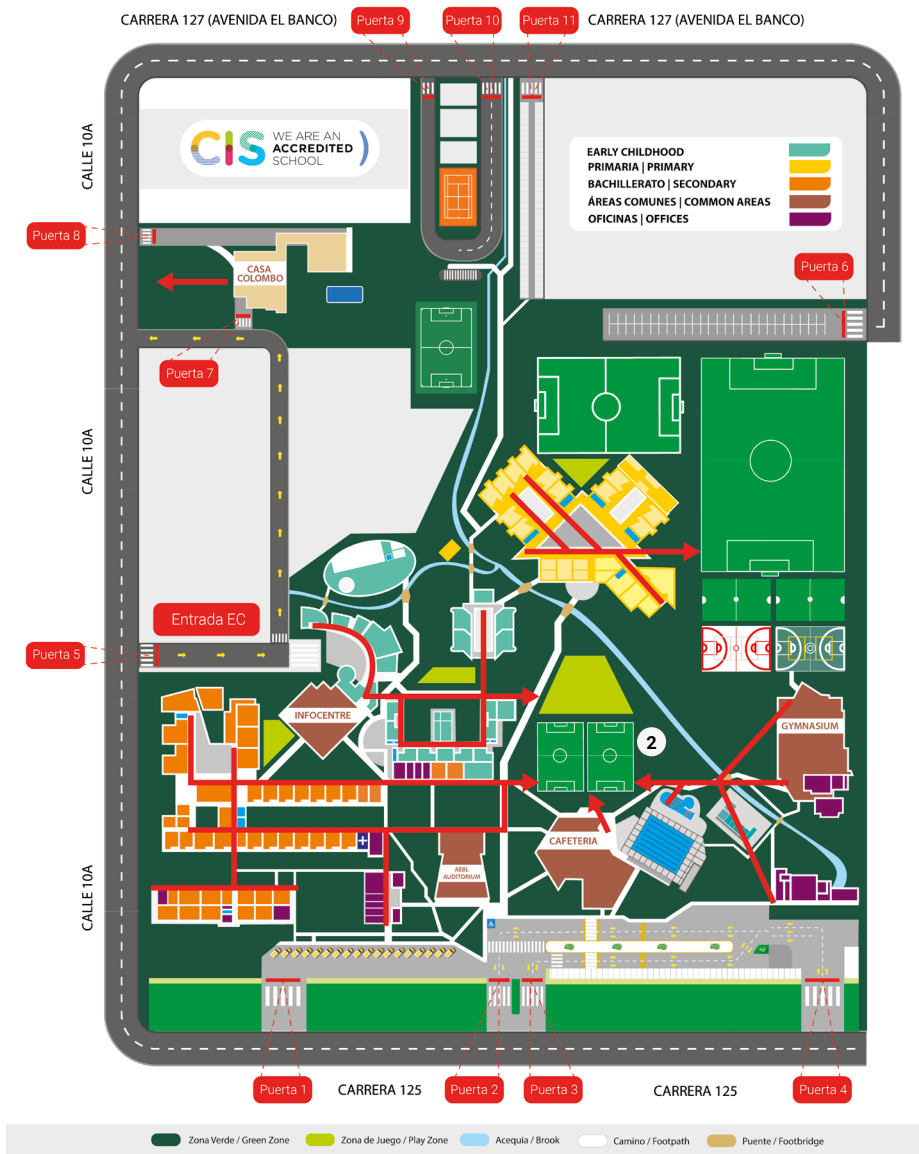 CARRERA 127 (AVENIDA EL BANCO)
Puerta 9
Puerta 10
Puerta 11
CARRERA 127 (AVENIDA EL BANCO)
CALLE 10A
CIS
WE ARE AN
ACCREDITED
SCHOOL
EARLY CHILDHOOD
PRIMARIA | PRIMARY
BACHILLERATO | SECONDARY
ÁREAS COMUNES | COMMON AREAS
OFICINAS | OFFICES
Puerta 8
CASA
COLOMBO
Puerta 6
Puerta 7
CALLE 10A
Entrada EC
Puerta 5
INFOCENTRE
GYMNASIUM
2
CAFETERIA
AEBL
AUDITORIUM
CALLE 10A
Puerta 1
CARRERA 125
Puerta 2
Puerta 3
CARRERA 125
Puerta 4
Zona Verde / Green Zone
Zona de Juego / Play Zone
Acequia / Brook
Camino / Footpath
Puente / Footbridge